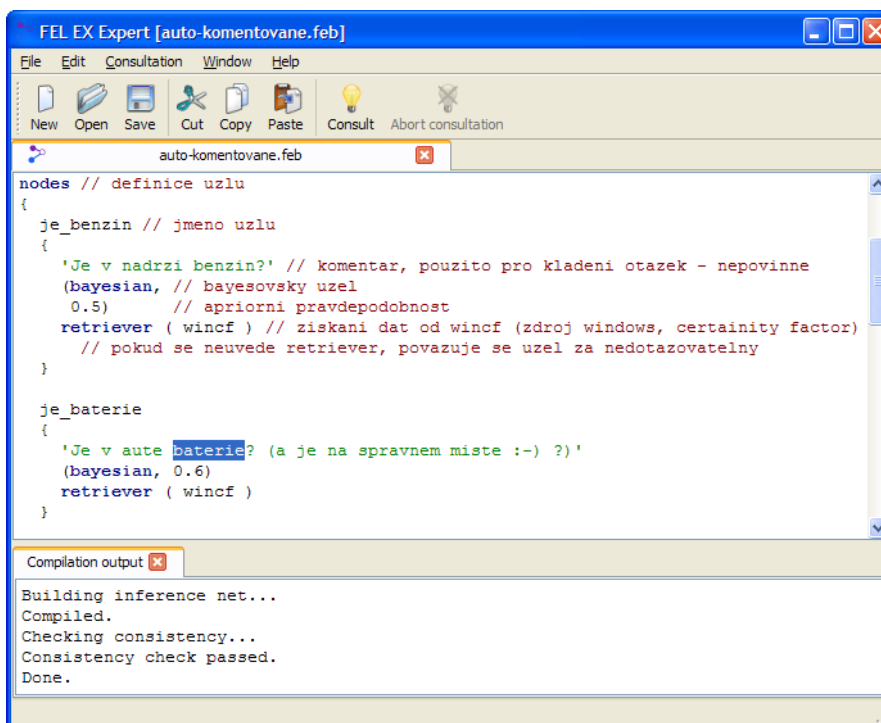 FEL EX Expert [auto-komentovane.feb]
File Edit Consultation Window Help
New Open Save Cut Copy Paste Consult Abort consultation
auto-komentovane.feb
nodes // definice uzlu
{
  je_benzin // jmeno uzlu
  {
    'Je v nadrzi benzin?' // komentar, pouzito pro kladeni otazek - nepovinne
    (bayesian, // bayesovsky uzel
     0.5)      // apriorni pravdepodobnost
    retriever ( wincf ) // ziskani dat od wincf (zdroj windows, certainity factor)
      // pokud se neuvede retriever, povazuje se uzel za nedotazovatelny
  }
  je_baterie
  {
    'Je v aute baterie? (a je na spravnem miste :-) ?)'
    (bayesian, 0.6)
    retriever ( wincf )
  }
Compilation output
Building inference net...
Compiled.
Checking consistency...
Consistency check passed.
Done.